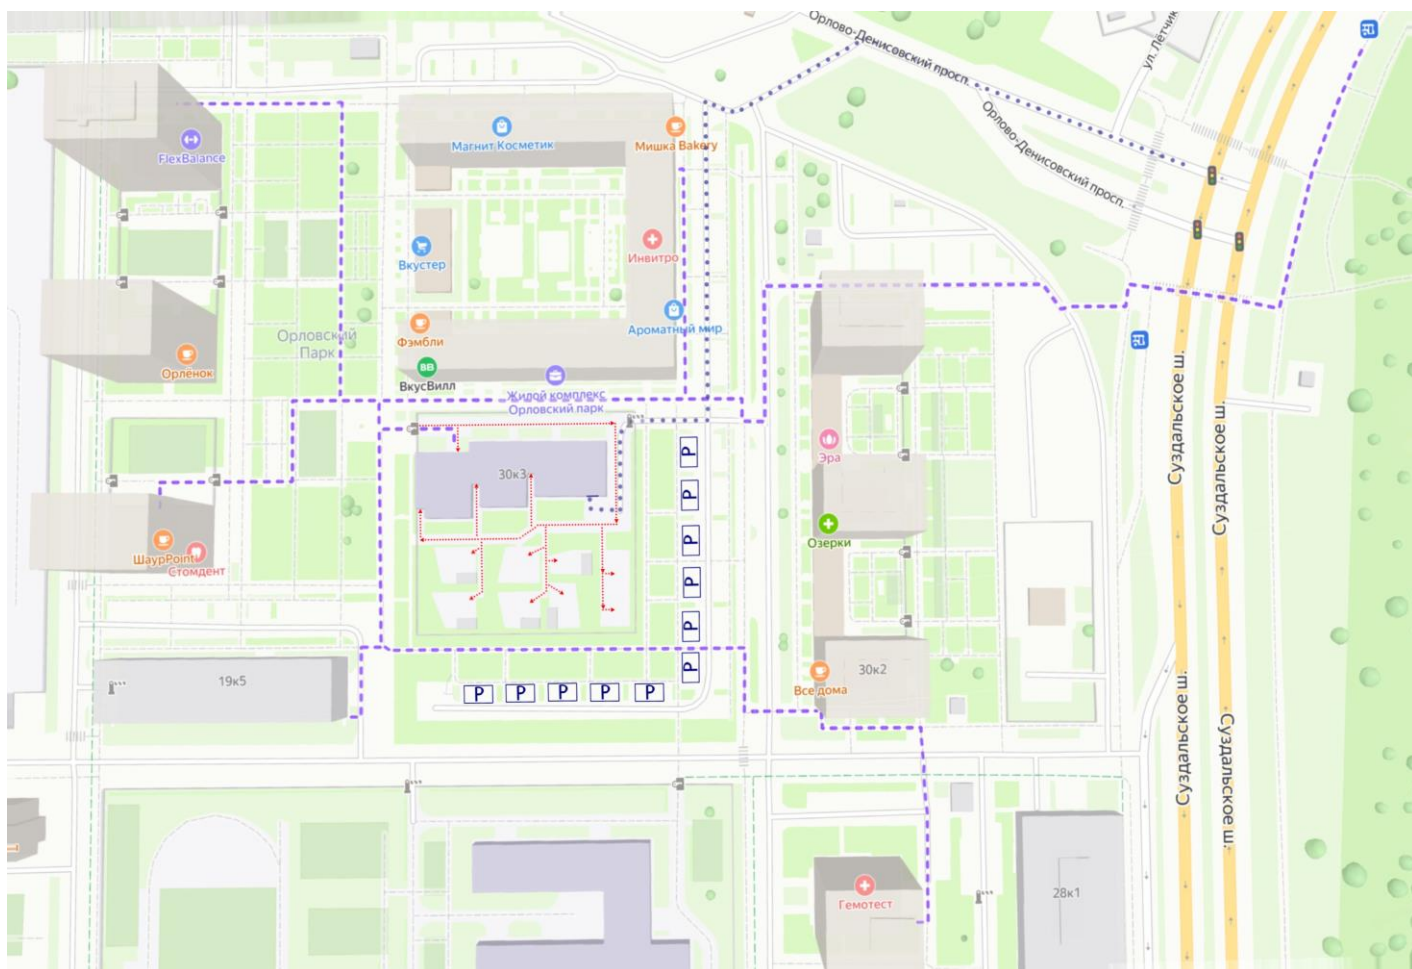 Орлово-Денисовский просп.
ул. Лётчик
Орлово-Денисовский просп.
FlexBalance
Магнит Косметик
Мишка Bakery
Вкустер
Инвитро
Ароматный мир
Орловский
Парк
Фэмбли
Орлёнок
ВВ
ВкусВилл
Жилой комплекс
Орловский парк
Эра
30к3
P
P
P
P
P
P
Озерки
ШаурPoint
Стомдент
Суздальское ш.
Суздальское ш.
19к5
P
P
P
P
P
Все дома
30к2
Суздальское ш.
Суздальское ш.
Гемотест
28к1